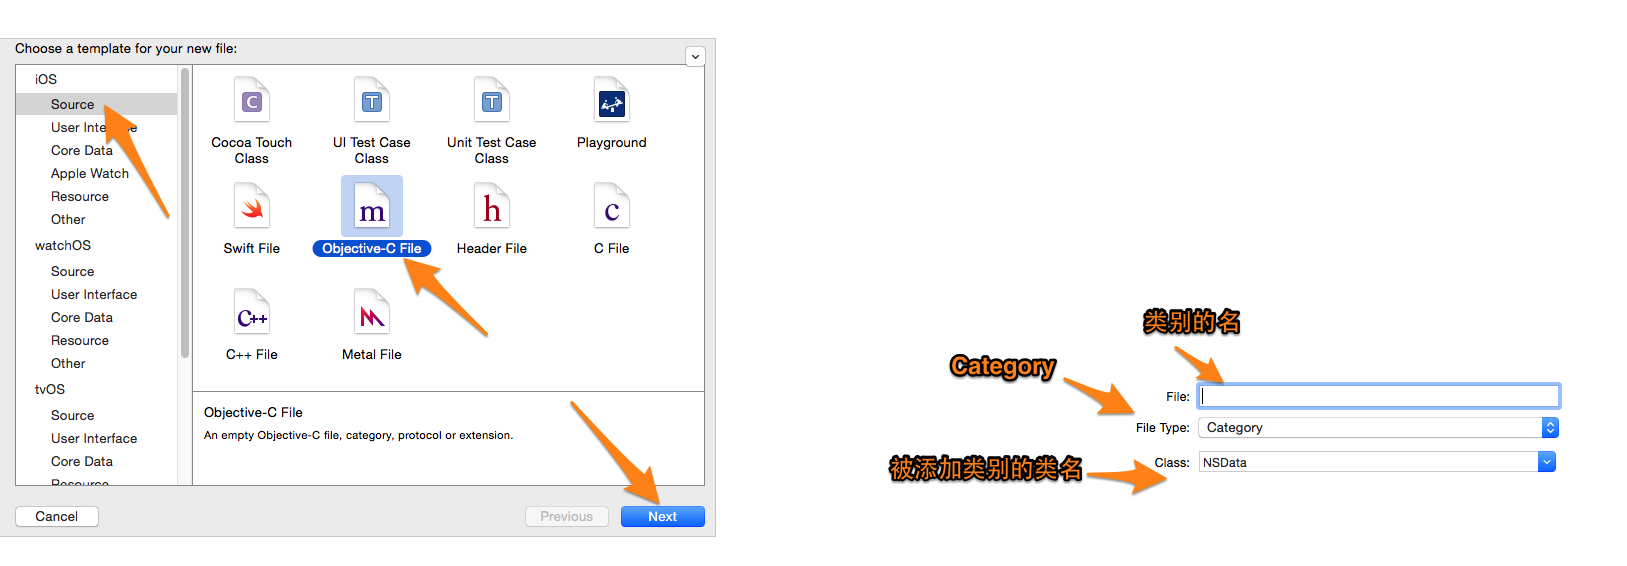 Choose a template for your new file:
iOS
Source
User Inte
Core Data
Apple Watch
Resource
Other
watchOS
Source
User Interface
Core Data
Resource
Other
tvOS
Source
User Interface
Core Data
Resource
Cocoa Touch
Class
UI Test Case
Class
Unit Test Case
Class
Playground
Swift File
Objective-C File
Header File
C File
C++ File
Metal File
Objective-C File
An empty Objective-C file, category, protocol or extension.
Cancel
Previous
Next
类别的名
Category
File:
File Type: Category
被添加类别的类名
Class: NSData